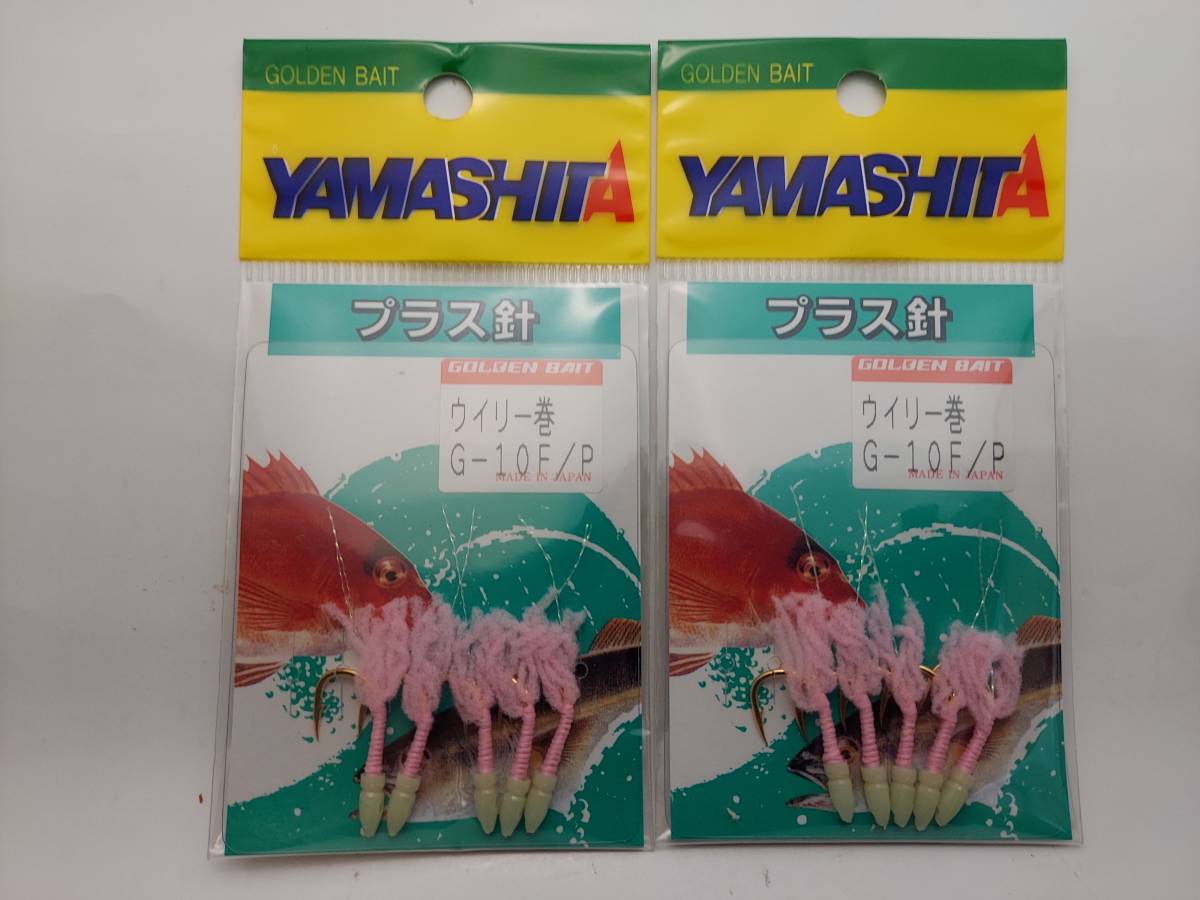 GOLDEN BAIT
YAMASHITA
プラス針
GOLDEN BAIT
ウイリー巻
G-10F/P
MADE IN JAPAN
GOLDEN BAIT
YAMASHITA
プラス針
GOLDEN BAIT
ウイリー巻
G-10F/P
MADE IN JAPAN